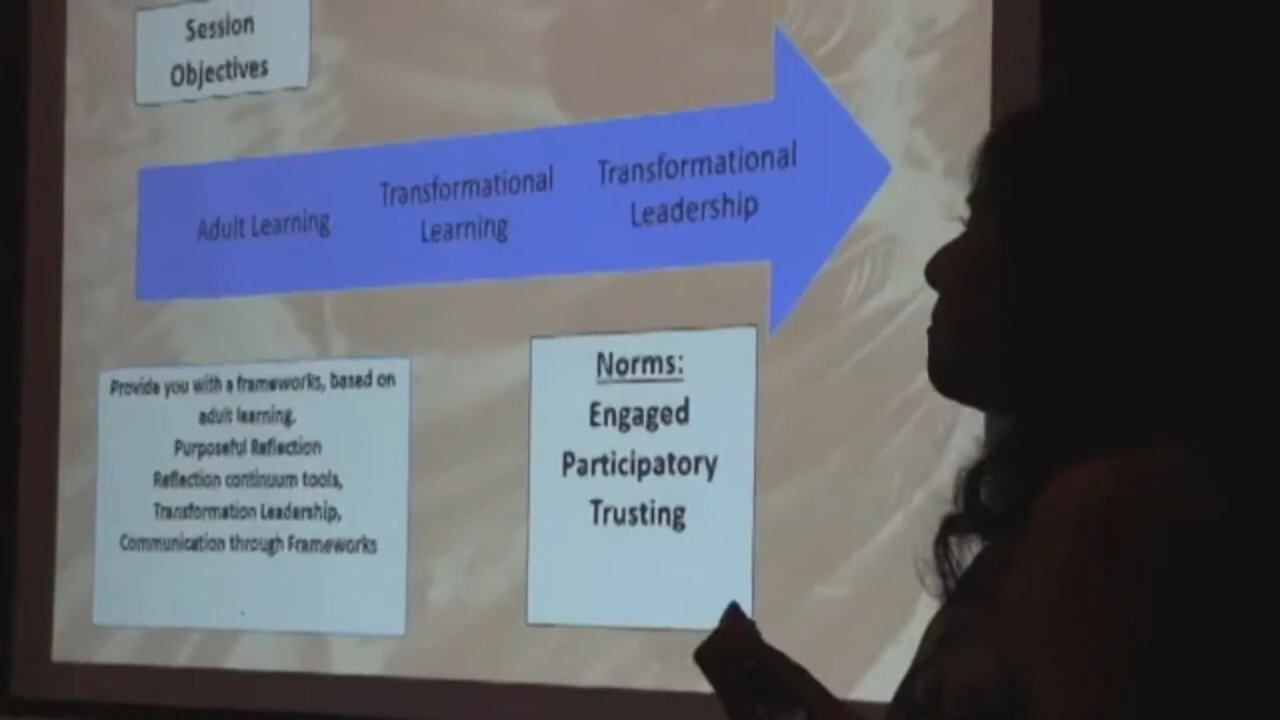 Session
Objectives
Adult Learning
Transformational
Learning
Transformational
Leadership
Provide you with a frameworks, based on
adult learning,
Purposeful Reflection
Reflection continuum tools,
Transformation Leadership,
Communication through Frameworks
Norms:
Engaged
Participatory
Trusting